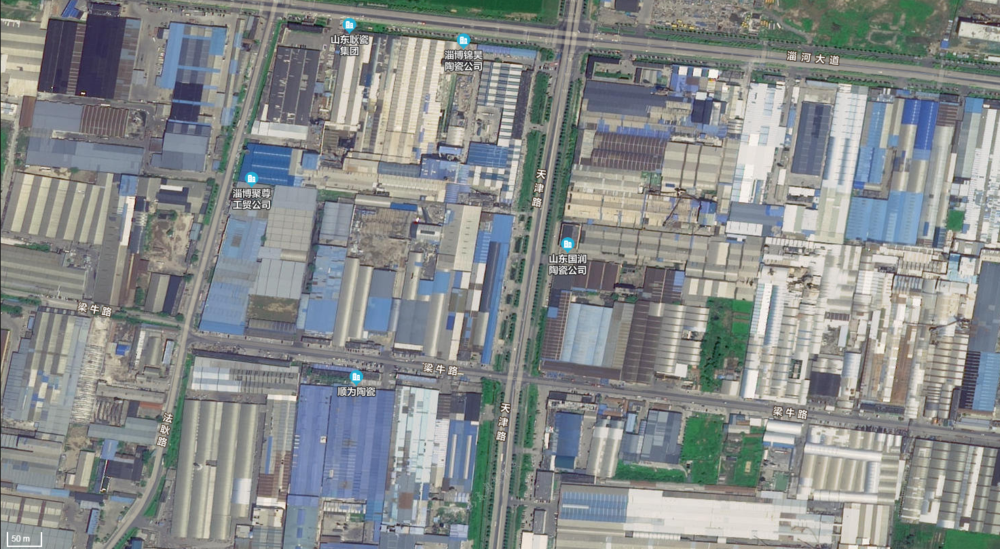 山东耿瓷
集团
淄博锦昊
陶瓷公司
淄河大道
天津路
淄博聚尊
工贸公司
山东国润
陶瓷公司
梁牛路
梁牛路
顺为陶瓷
天津路
梁牛路
法耿路
50 m